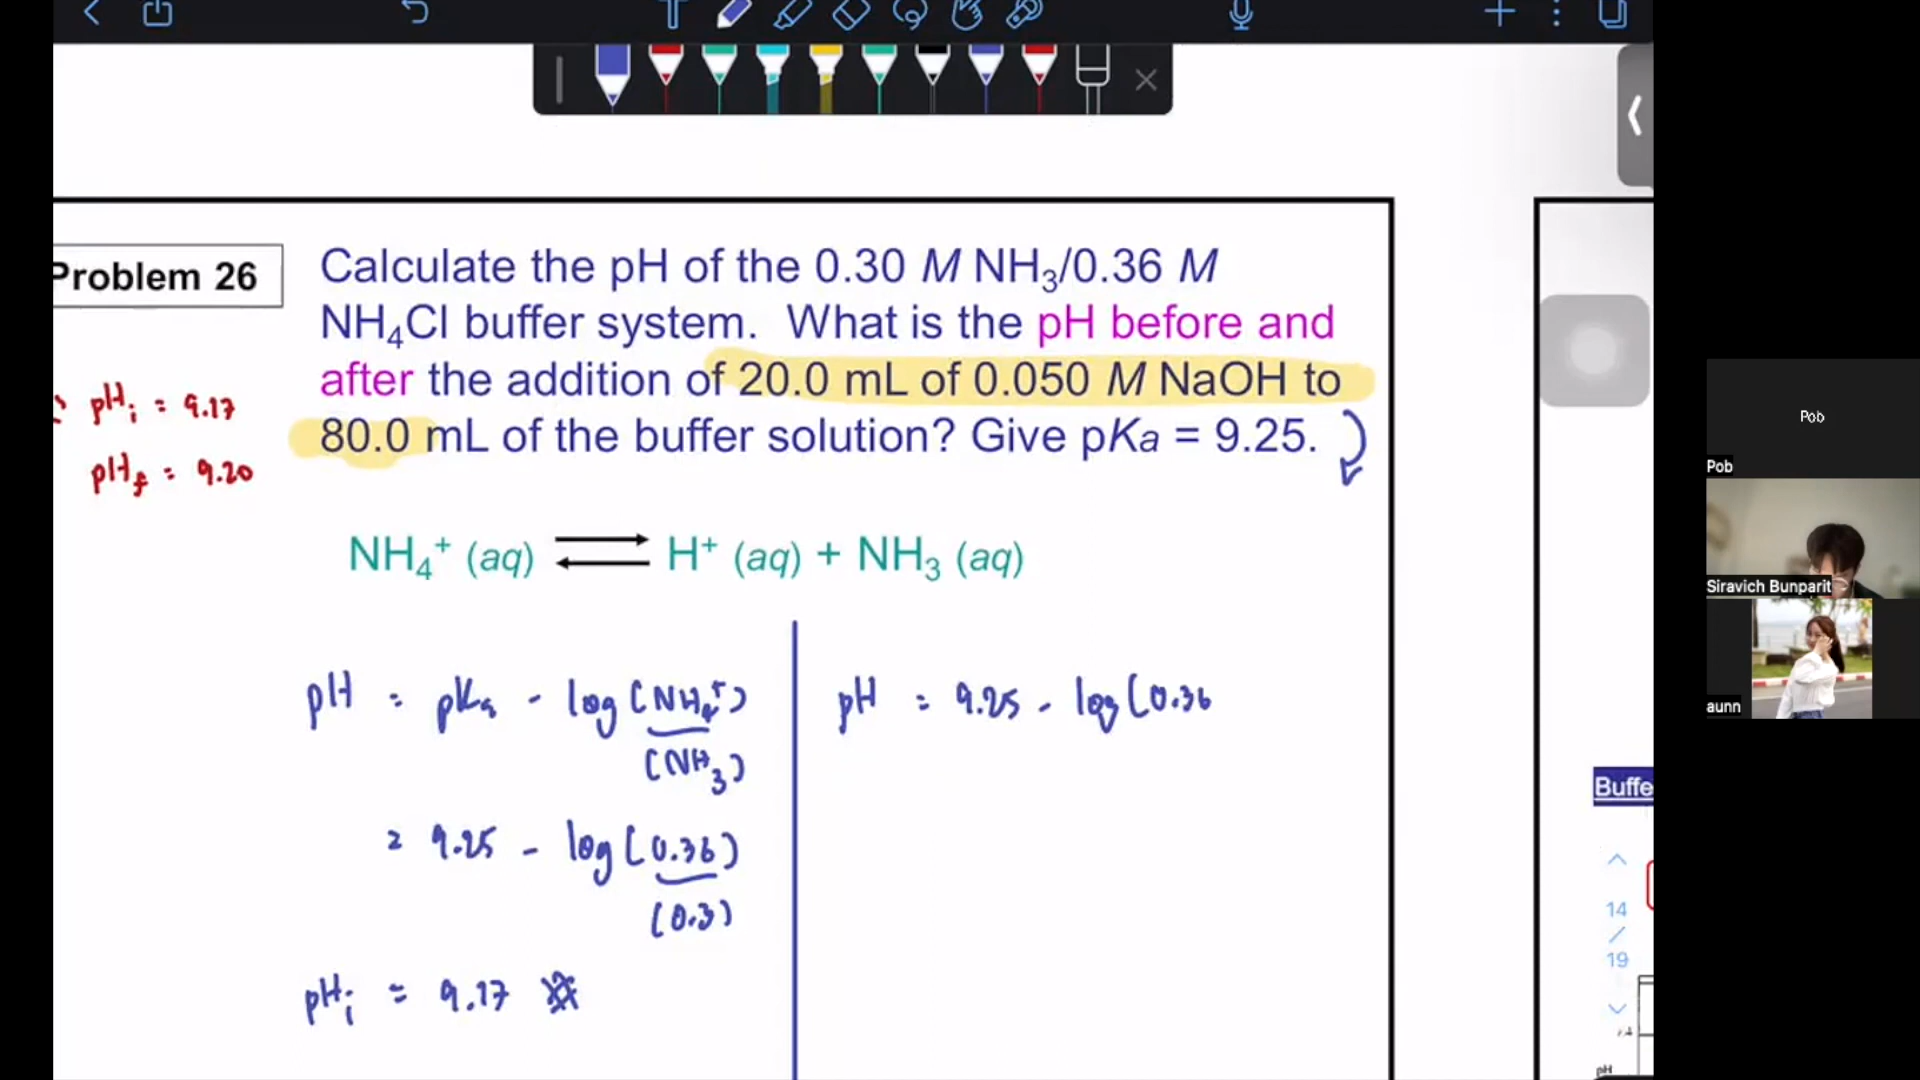 Problem 26
Calculate the pH of the 0.30 M NH₃/0.36 M
NH₄Cl buffer system. What is the pH before and
after the addition of 20.0 mL of 0.050 M NaOH to
80.0 mL of the buffer solution? Give pKa = 9.25.
pHᵢ = 9.17
pH_f = 9.20
NH₄⁺ (aq) ⇌ H⁺ (aq) + NH₃ (aq)
pH = pKa - log (NH₄⁺)
(NH₃)
= 9.25 - log (0.36)
(0.3)
pHᵢ = 9.17
pH = 9.25 - log (0.36
Buffe
14
/
19
pH
Pob
Pob
Siravich Bunparit
aunn